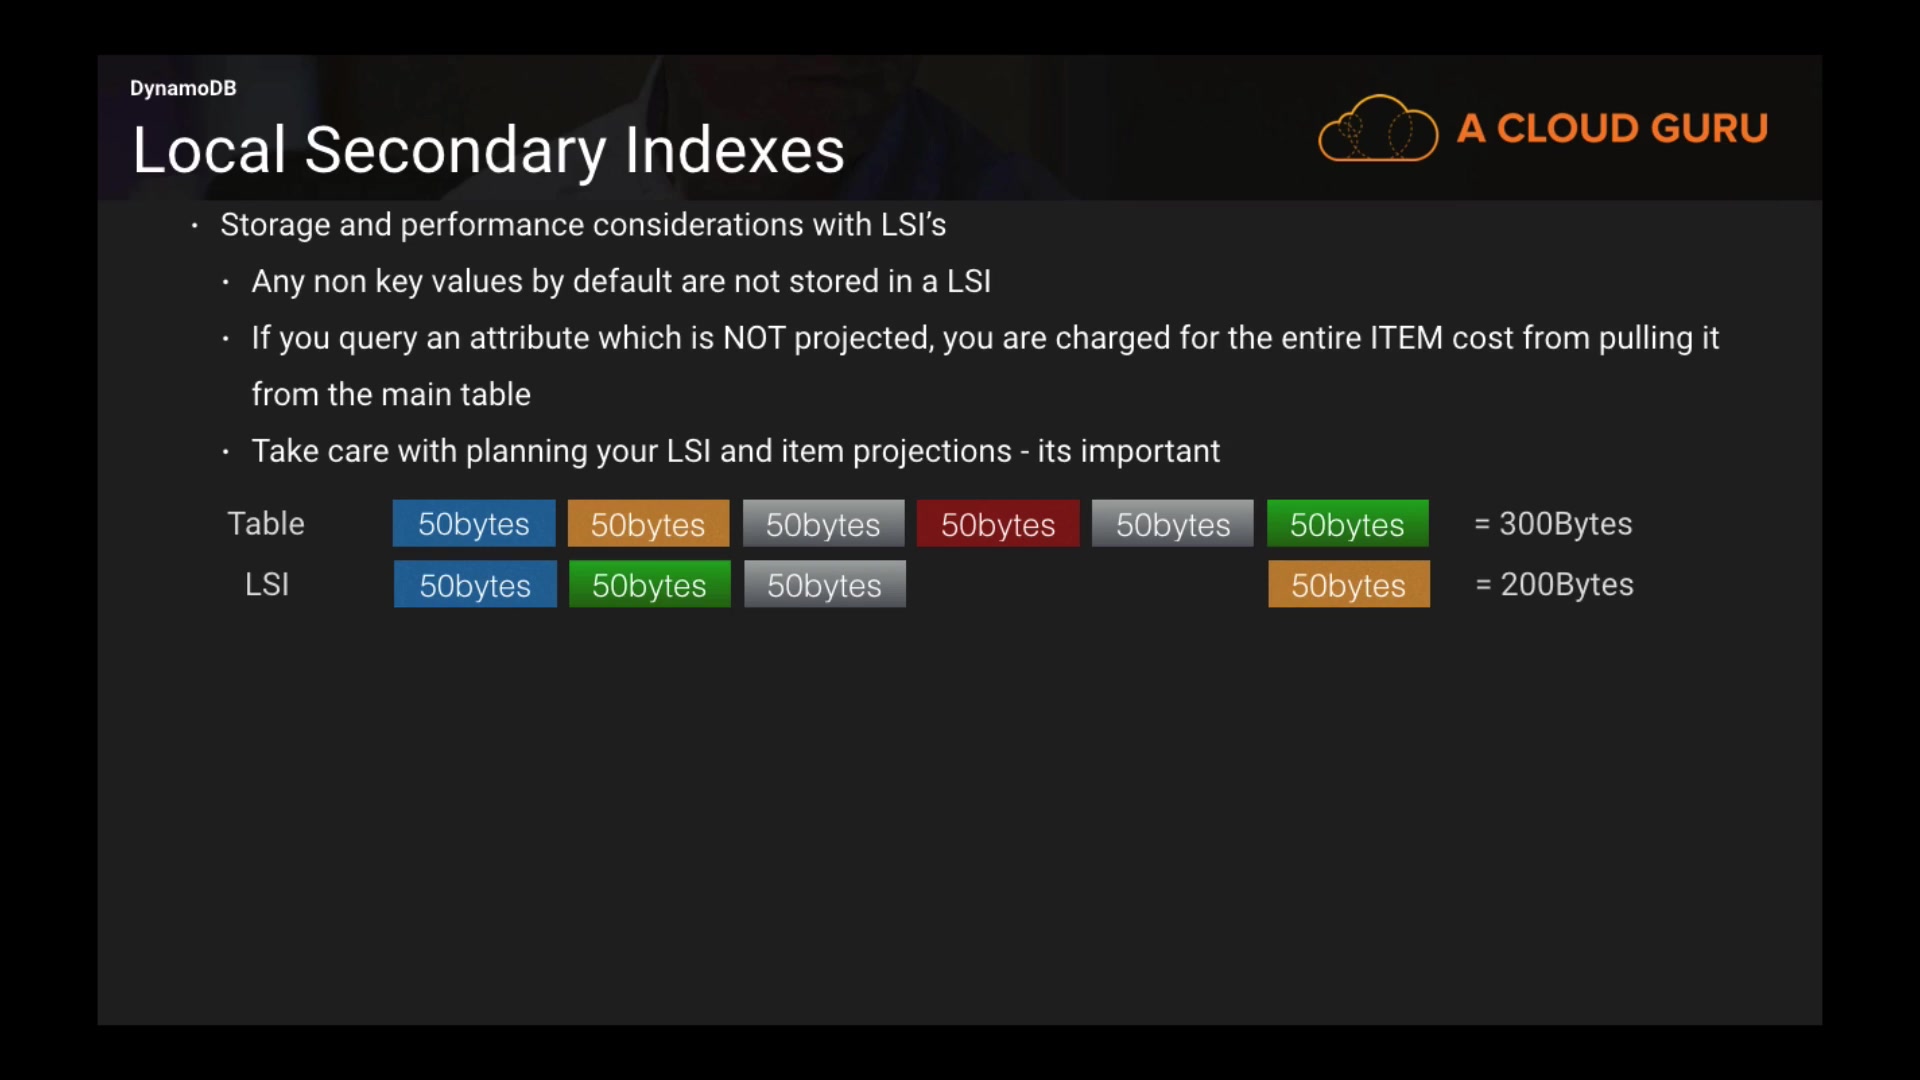 DynamoDB
Local Secondary Indexes
A CLOUD GURU
· Storage and performance considerations with LSI’s
· Any non key values by default are not stored in a LSI
· If you query an attribute which is NOT projected, you are charged for the entire ITEM cost from pulling it
from the main table
· Take care with planning your LSI and item projections - its important
Table 50bytes 50bytes 50bytes 50bytes 50bytes 50bytes = 300Bytes
LSI 50bytes 50bytes 50bytes 50bytes = 200Bytes